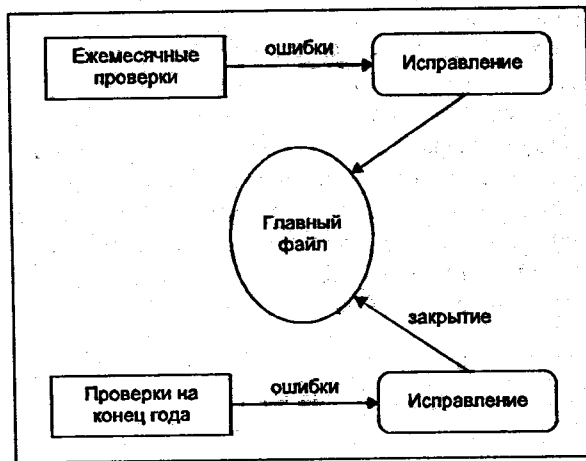 Ежемесячные
проверки
ошибки
Исправление
Главный
файл
закрытие
Проверки на
конец года
ошибки
Исправление